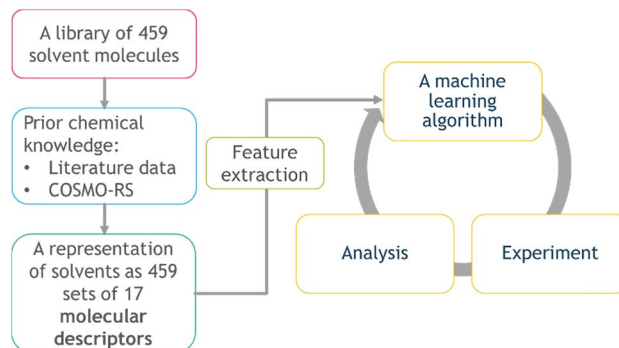 A library of 459
solvent molecules
Prior chemical
knowledge:
• Literature data
• COSMO-RS
A representation
of solvents as 459
sets of 17
molecular
descriptors
Feature
extraction
A machine
learning
algorithm
Analysis
Experiment